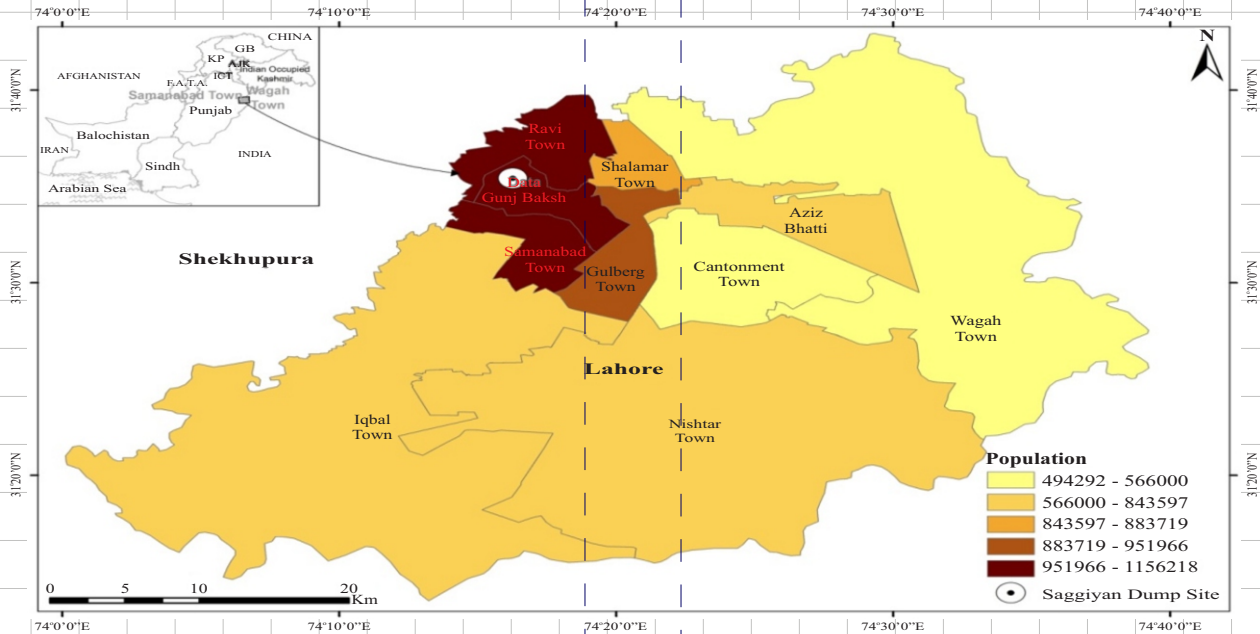 74°0'0"E 74°10'0"E 74°20'0"E 74°30'0"E 74°40'0"E
N
CHINA
GB
KP
AJK
AFGHANISTAN
ICT
Indian Occupied
Kashmir
F.A.T.A.
Samanabad Town
Wagah
Town
Punjab
Balochistan
IRAN
INDIA
Sindh
Arabian Sea
31°40'0"N
31°40'0"N
Ravi
Town
Shalamar
Town
Data
Gunj Baksh
Aziz
Bhatti
Shekhupura
Samanabad
Town
Gulberg
Town
Cantonment
Town
31°30'0"N
31°30'0"N
Wagah
Town
Lahore
Iqbal
Town
Nishtar
Town
31°20'0"N
31°20'0"N
Population
494292 - 566000
566000 - 843597
843597 - 883719
883719 - 951966
951966 - 1156218
Saggiyan Dump Site
0 5 10 20
Km
74°0'0"E 74°10'0"E 74°20'0"E 74°30'0"E 74°40'0"E